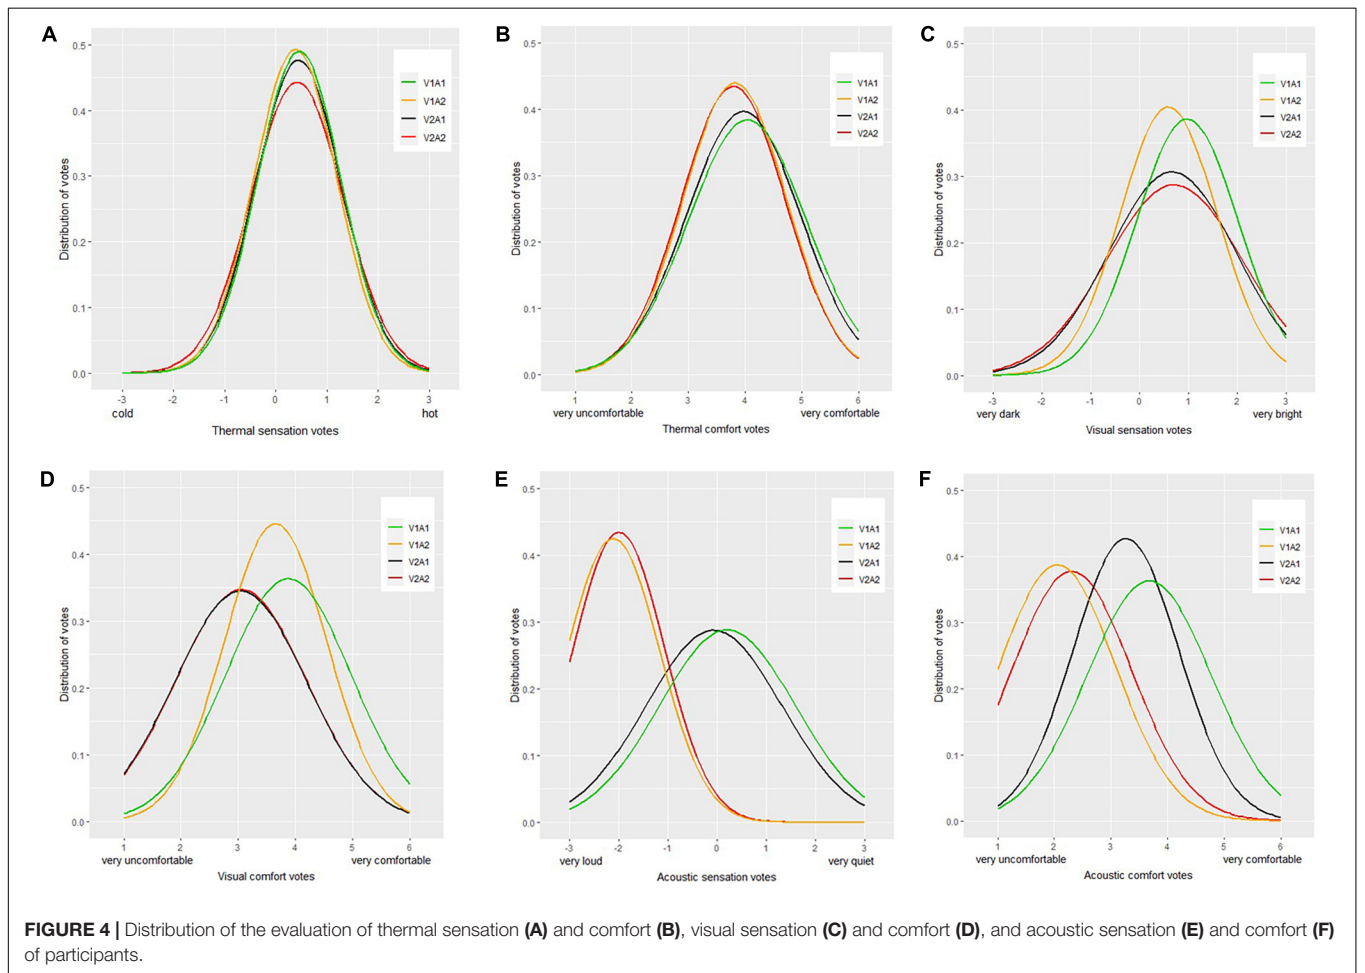 A
0.5
0.4
0.3
0.2
0.1
0.0
Distribution of votes
V1A1
V1A2
V2A1
V2A2
-3 -2 -1 0 1 2 3
cold hot
Thermal sensation votes
B
0.5
0.4
0.3
0.2
0.1
0.0
Distribution of votes
V1A1
V1A2
V2A1
V2A2
1 2 3 4 5 6
very uncomfortable very comfortable
Thermal comfort votes
C
0.5
0.4
0.3
0.2
0.1
0.0
Distribution of votes
V1A1
V1A2
V2A1
V2A2
-3 -2 -1 0 1 2 3
very dark very bright
Visual sensation votes
D
0.5
0.4
0.3
0.2
0.1
0.0
Distribution of votes
V1A1
V1A2
V2A1
V2A2
1 2 3 4 5 6
very uncomfortable very comfortable
Visual comfort votes
E
0.5
0.4
0.3
0.2
0.1
0.0
Distribution of votes
V1A1
V1A2
V2A1
V2A2
-3 -2 -1 0 1 2 3
very loud very quiet
Acoustic sensation votes
F
0.5
0.4
0.3
0.2
0.1
0.0
Distribution of votes
V1A1
V1A2
V2A1
V2A2
1 2 3 4 5 6
very uncomfortable very comfortable
Acoustic comfort votes
FIGURE 4 | Distribution of the evaluation of thermal sensation (A) and comfort (B), visual sensation (C) and comfort (D), and acoustic sensation (E) and comfort (F)
of participants.